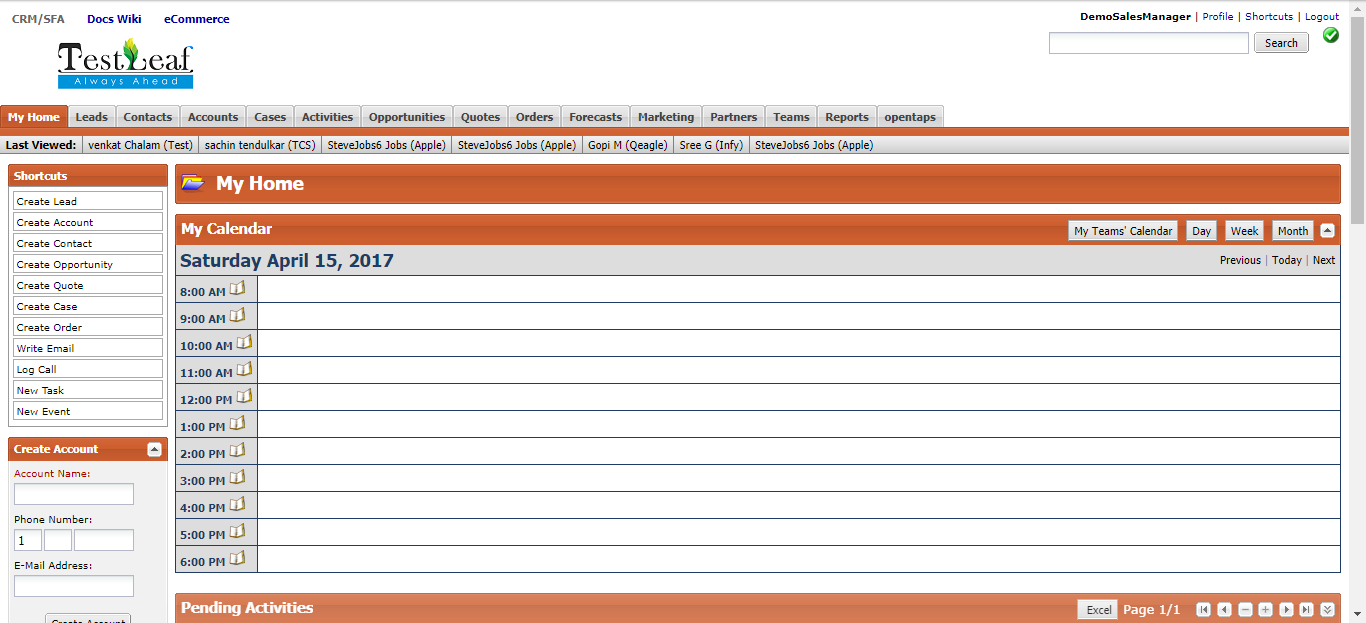 CRM/SFA Docs Wiki eCommerce
DemoSalesManager | Profile | Shortcuts | Logout
Search
TestLeaf
Always Ahead
My Home Leads Contacts Accounts Cases Activities Opportunities Quotes Orders Forecasts Marketing Partners Teams Reports opentaps
Last Viewed: venkat Chalam (Test) sachin tendulkar (TCS) SteveJobs6 Jobs (Apple) SteveJobs6 Jobs (Apple) Gopi M (Qeagle) Sree G (Infy) SteveJobs6 Jobs (Apple)
Shortcuts
Create Lead
Create Account
Create Contact
Create Opportunity
Create Quote
Create Case
Create Order
Write Email
Log Call
New Task
New Event
Create Account
Account Name:
Phone Number:
1
E-Mail Address:
Create Account
My Home
My Calendar My Teams' Calendar Day Week Month
Saturday April 15, 2017 Previous | Today | Next
8:00 AM
9:00 AM
10:00 AM
11:00 AM
12:00 PM
1:00 PM
2:00 PM
3:00 PM
4:00 PM
5:00 PM
6:00 PM
Pending Activities Excel Page 1/1